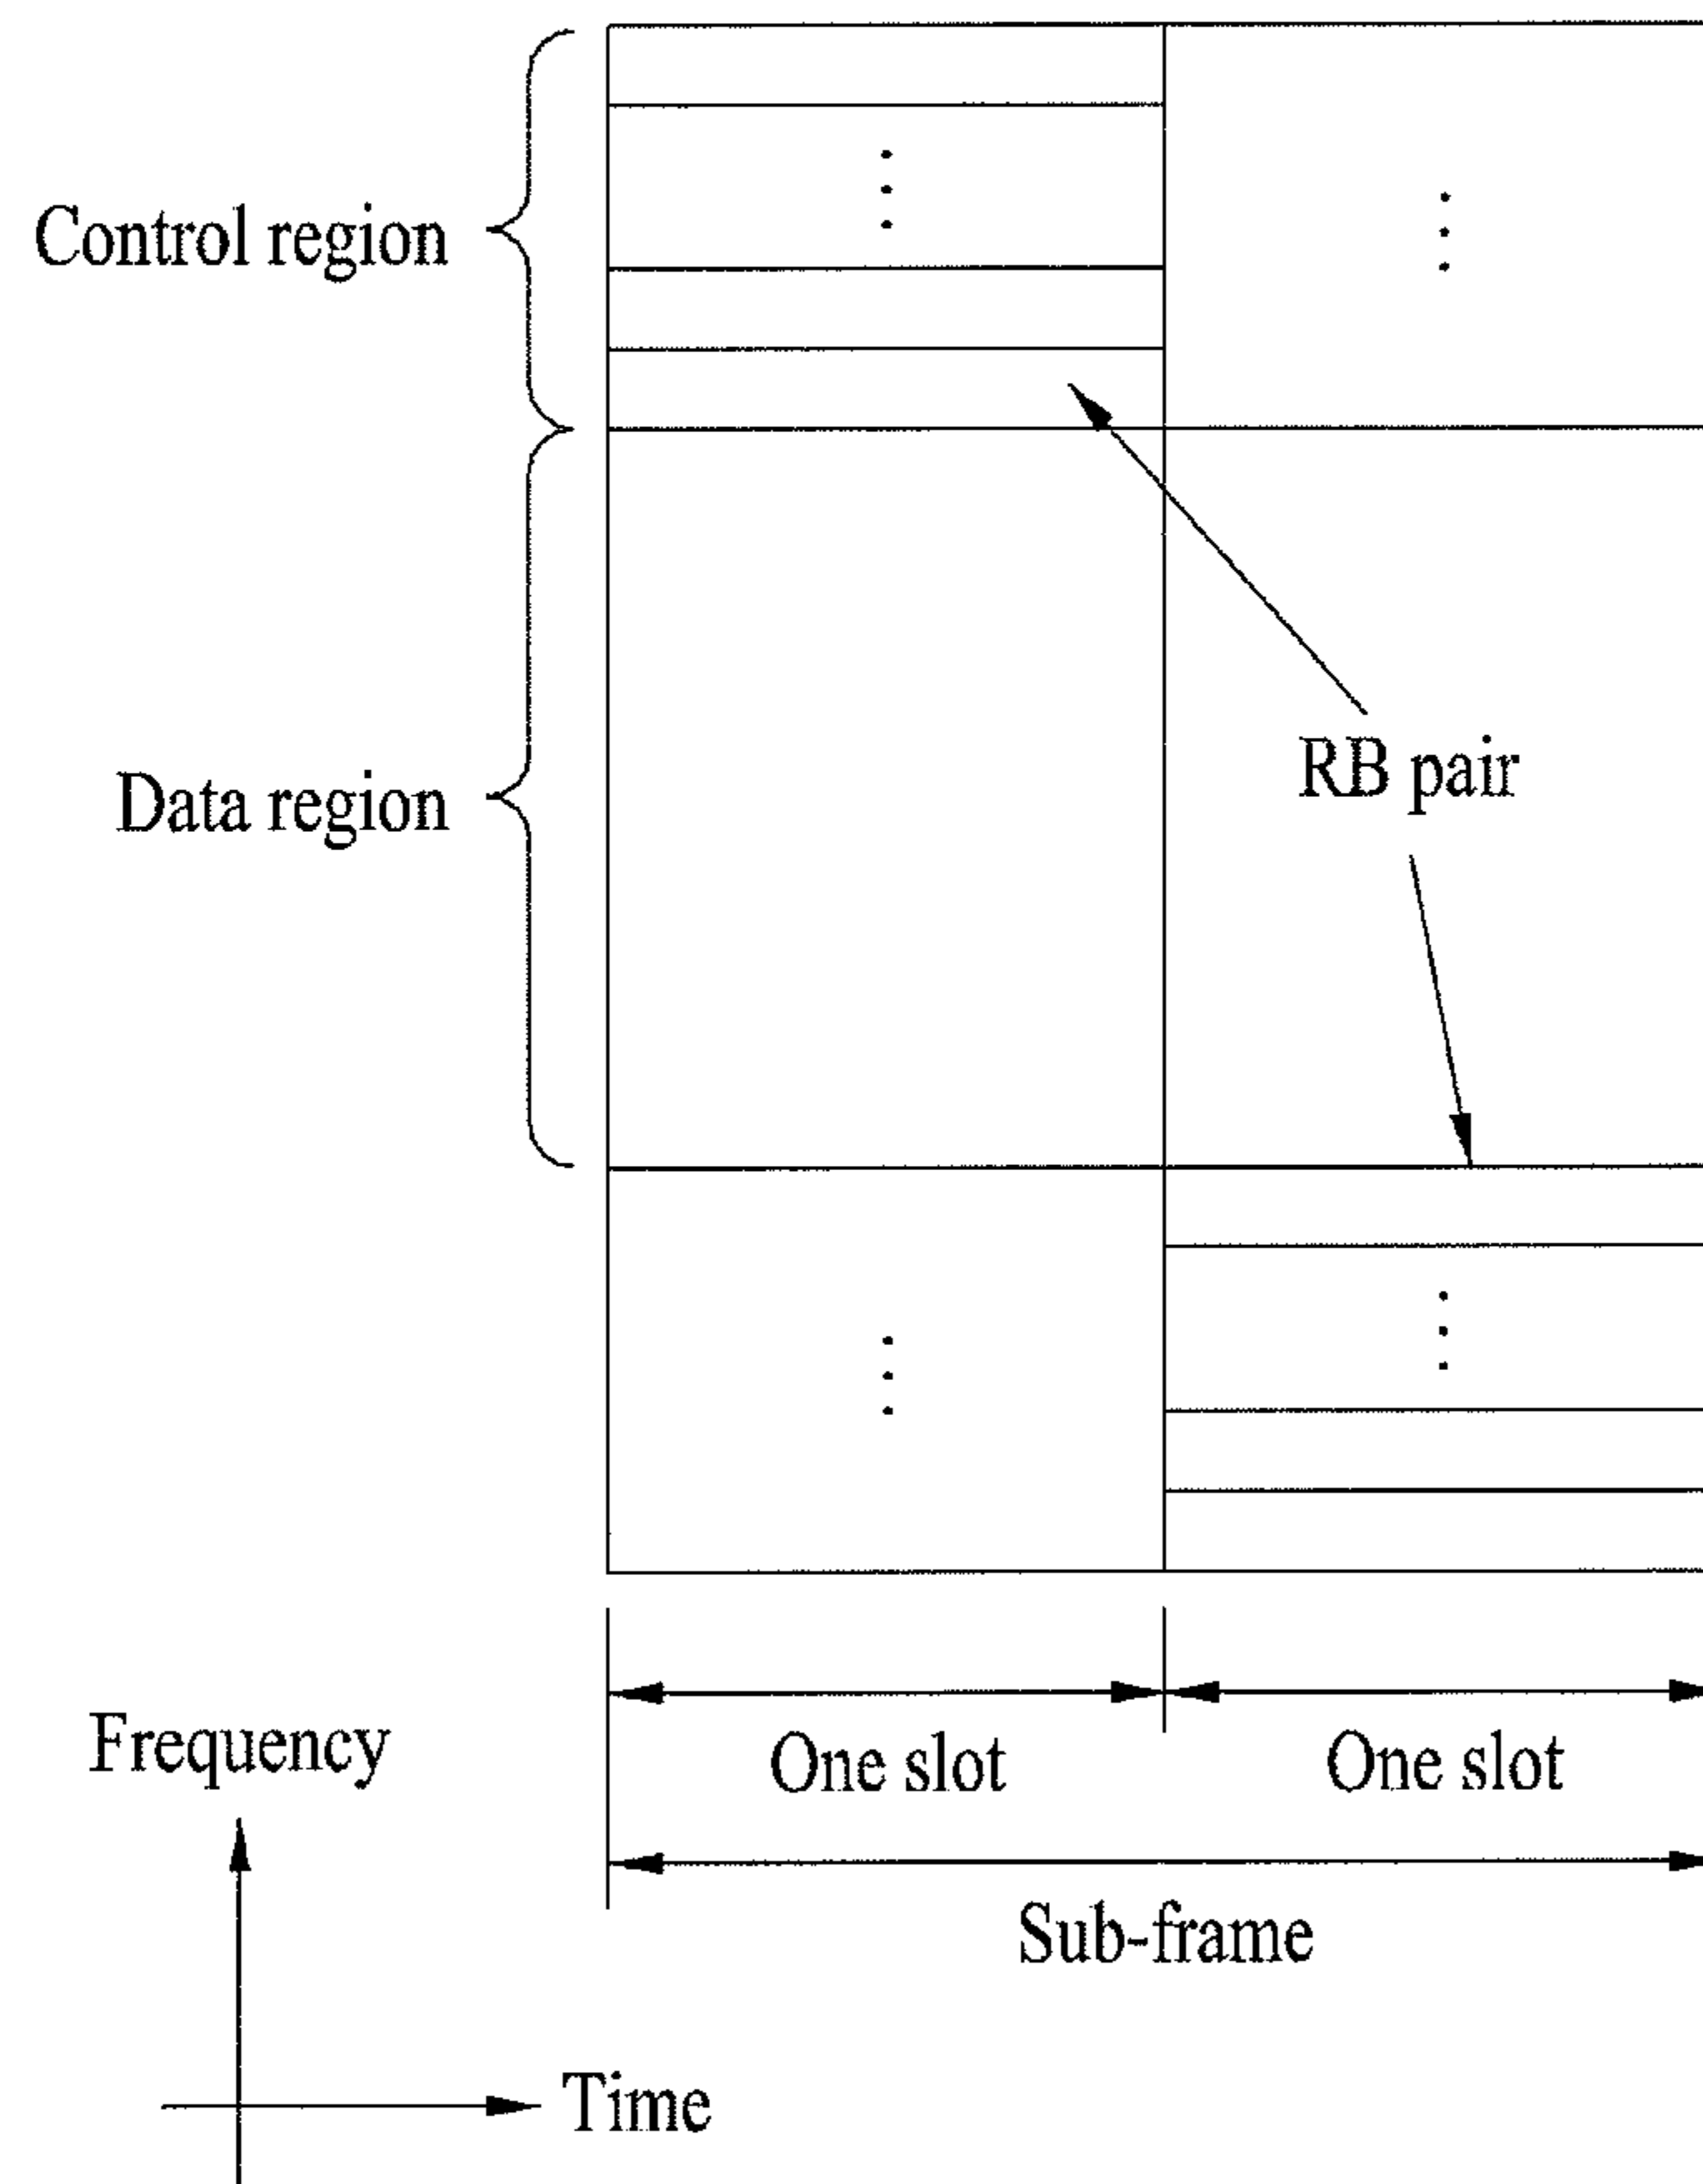 Control region
Data region
RB pair
One slot
One slot
Sub-frame
Frequency
Time